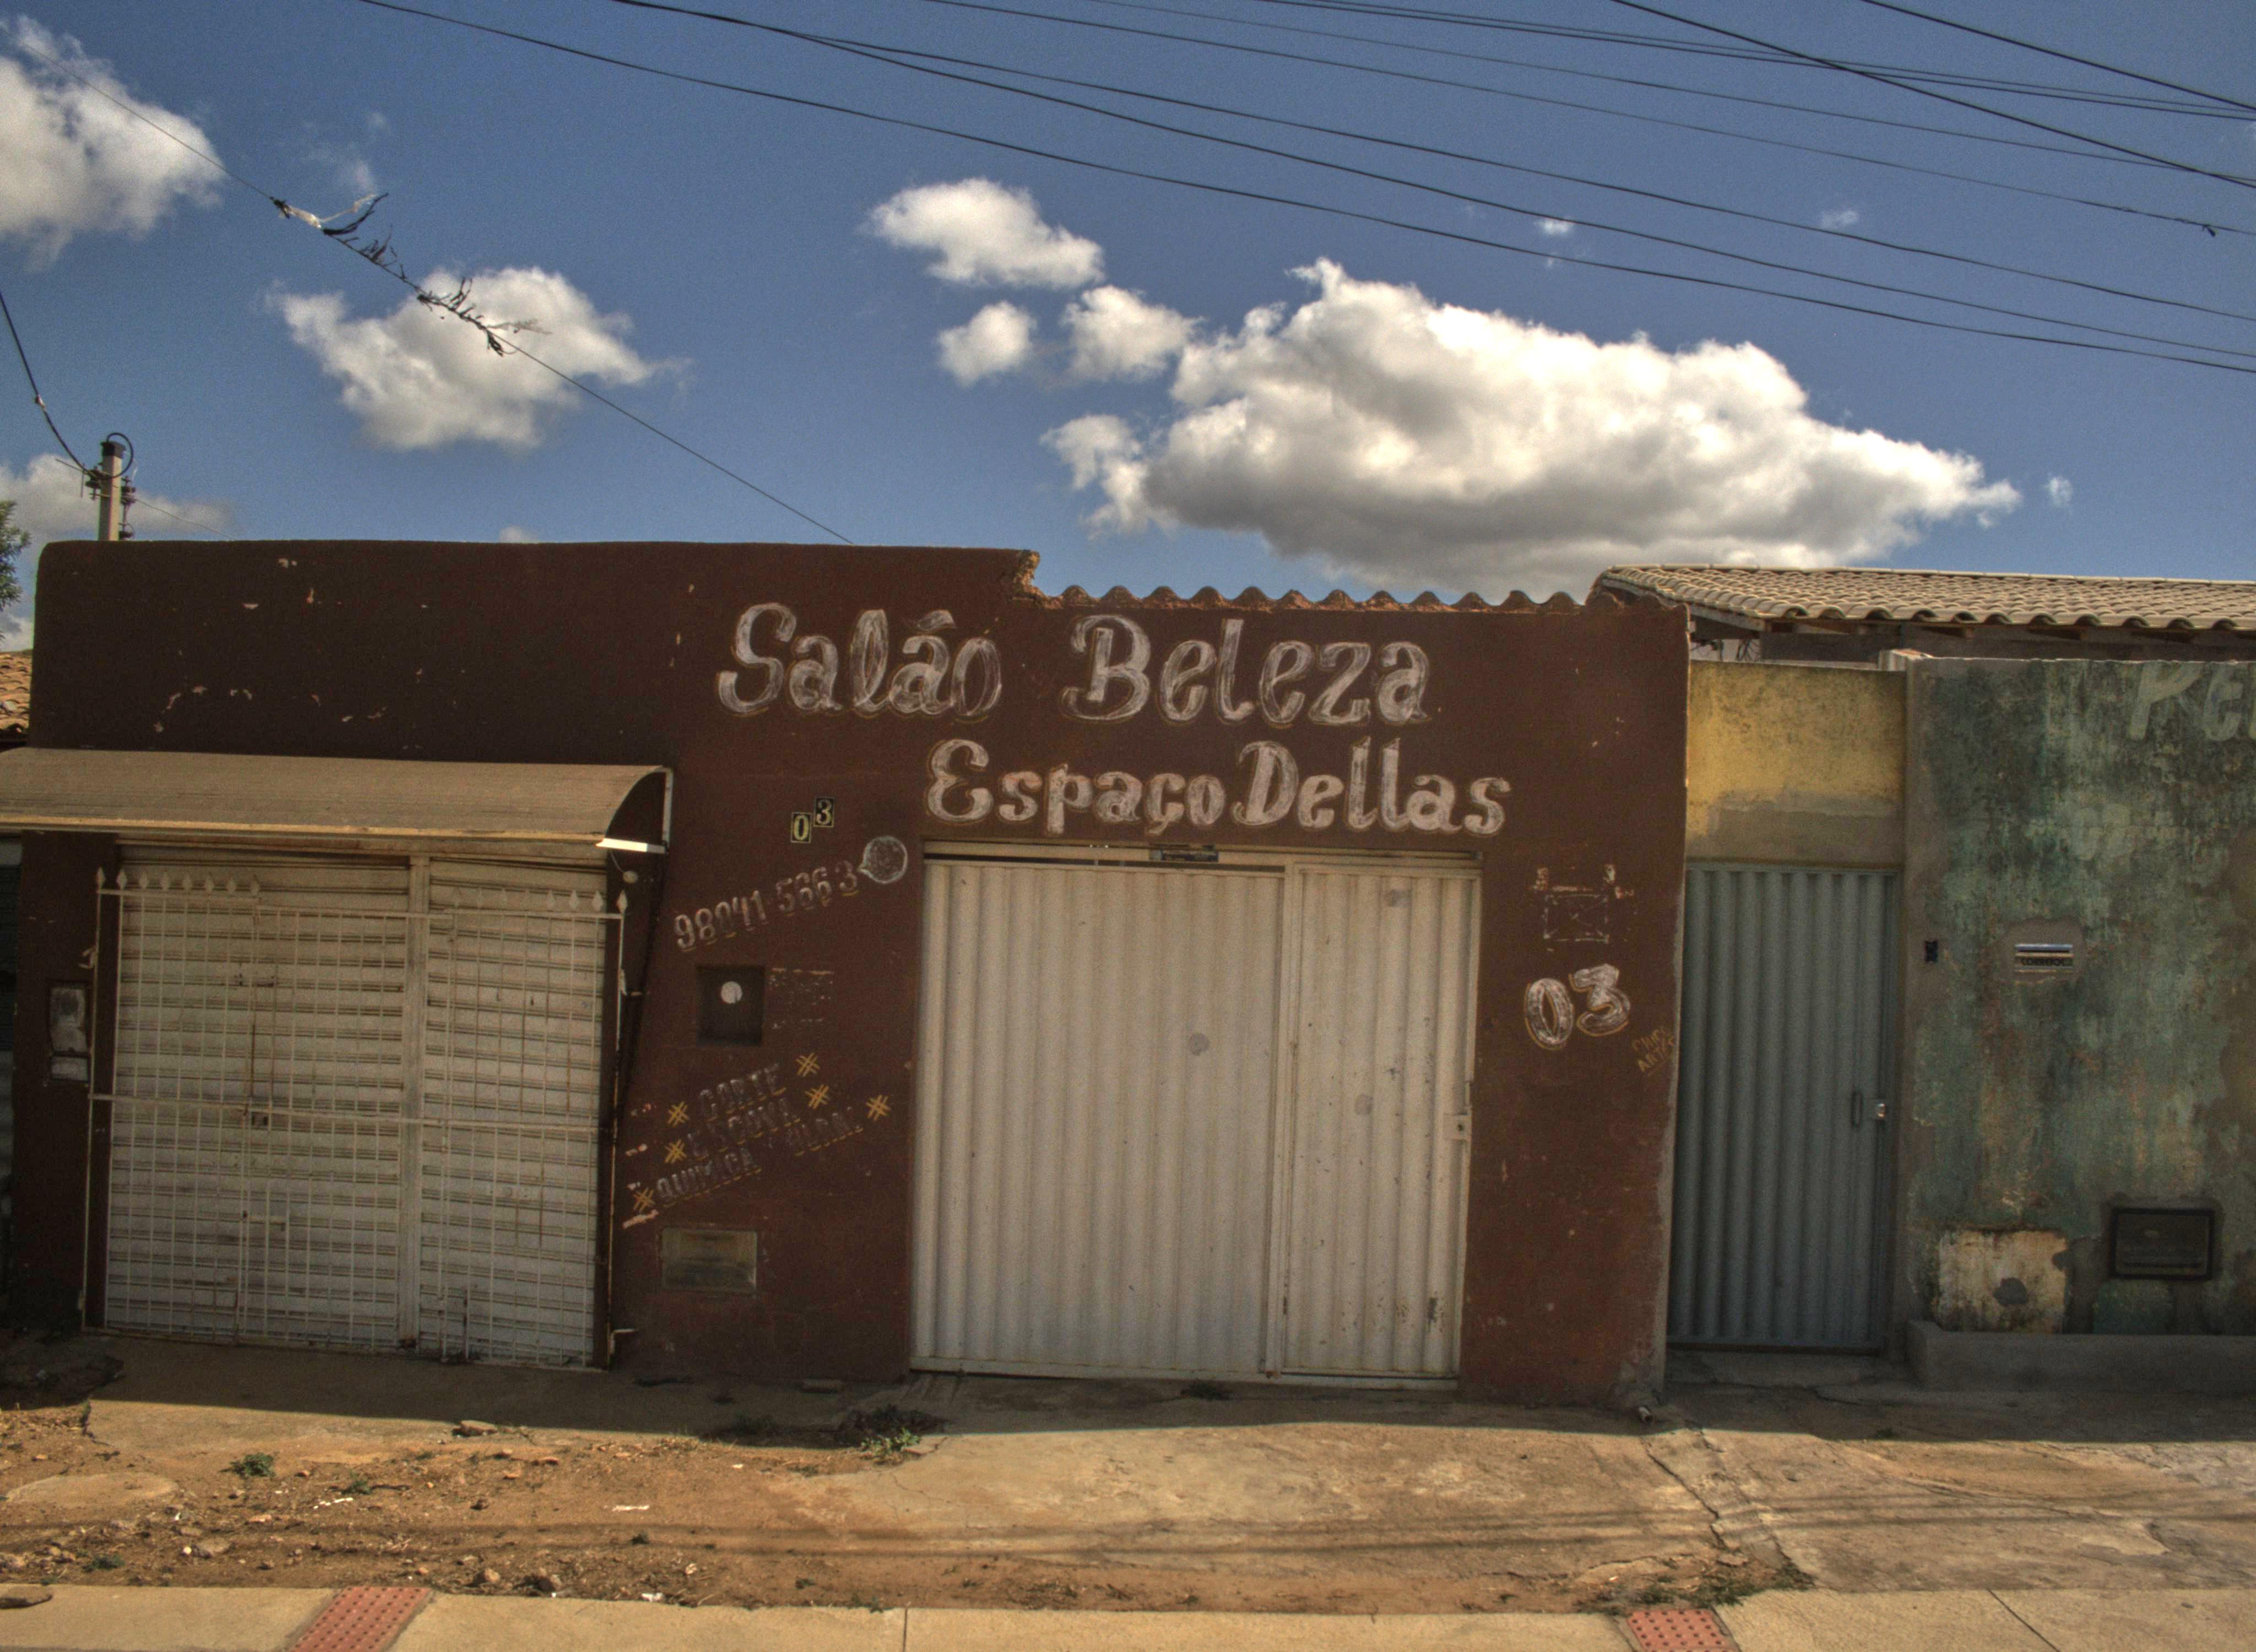 Salão Beleza
Espaço Dellas
03
98041 5663
03
CORTE
E ESCOVA
QUIMICA